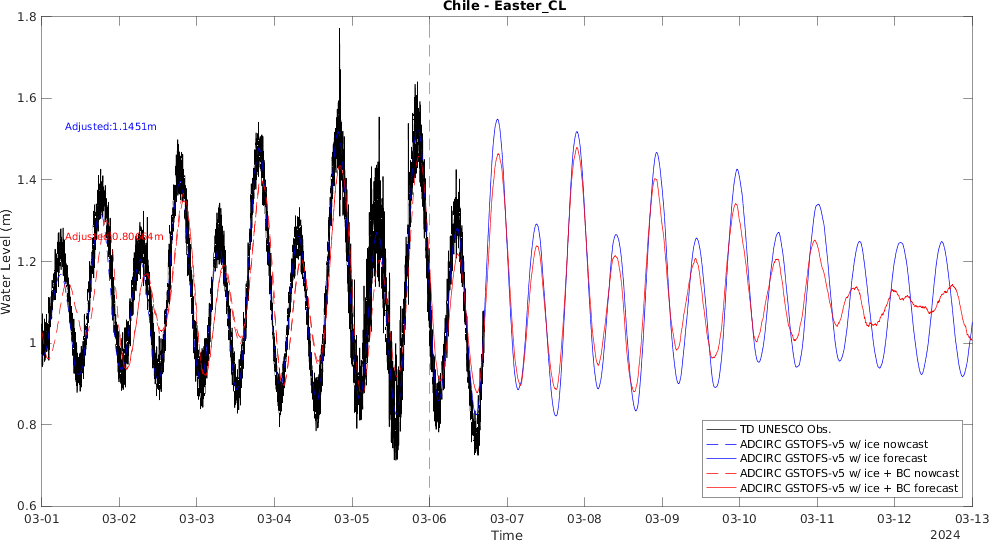 Chile - Easter_CL
1.8
1.6
1.4
1.2
1
0.8
0.6
Water Level (m)
Adjusted:1.1451m
TD UNESCO Obs.
ADCIRC GSTOFS-v5 w/ ice nowcast
ADCIRC GSTOFS-v5 w/ ice forecast
ADCIRC GSTOFS-v5 w/ ice + BC nowcast
ADCIRC GSTOFS-v5 w/ ice + BC forecast
03-01 03-02 03-03 03-04 03-05 03-06 03-07 03-08 03-09 03-10 03-11 03-12 03-13
Time
2024